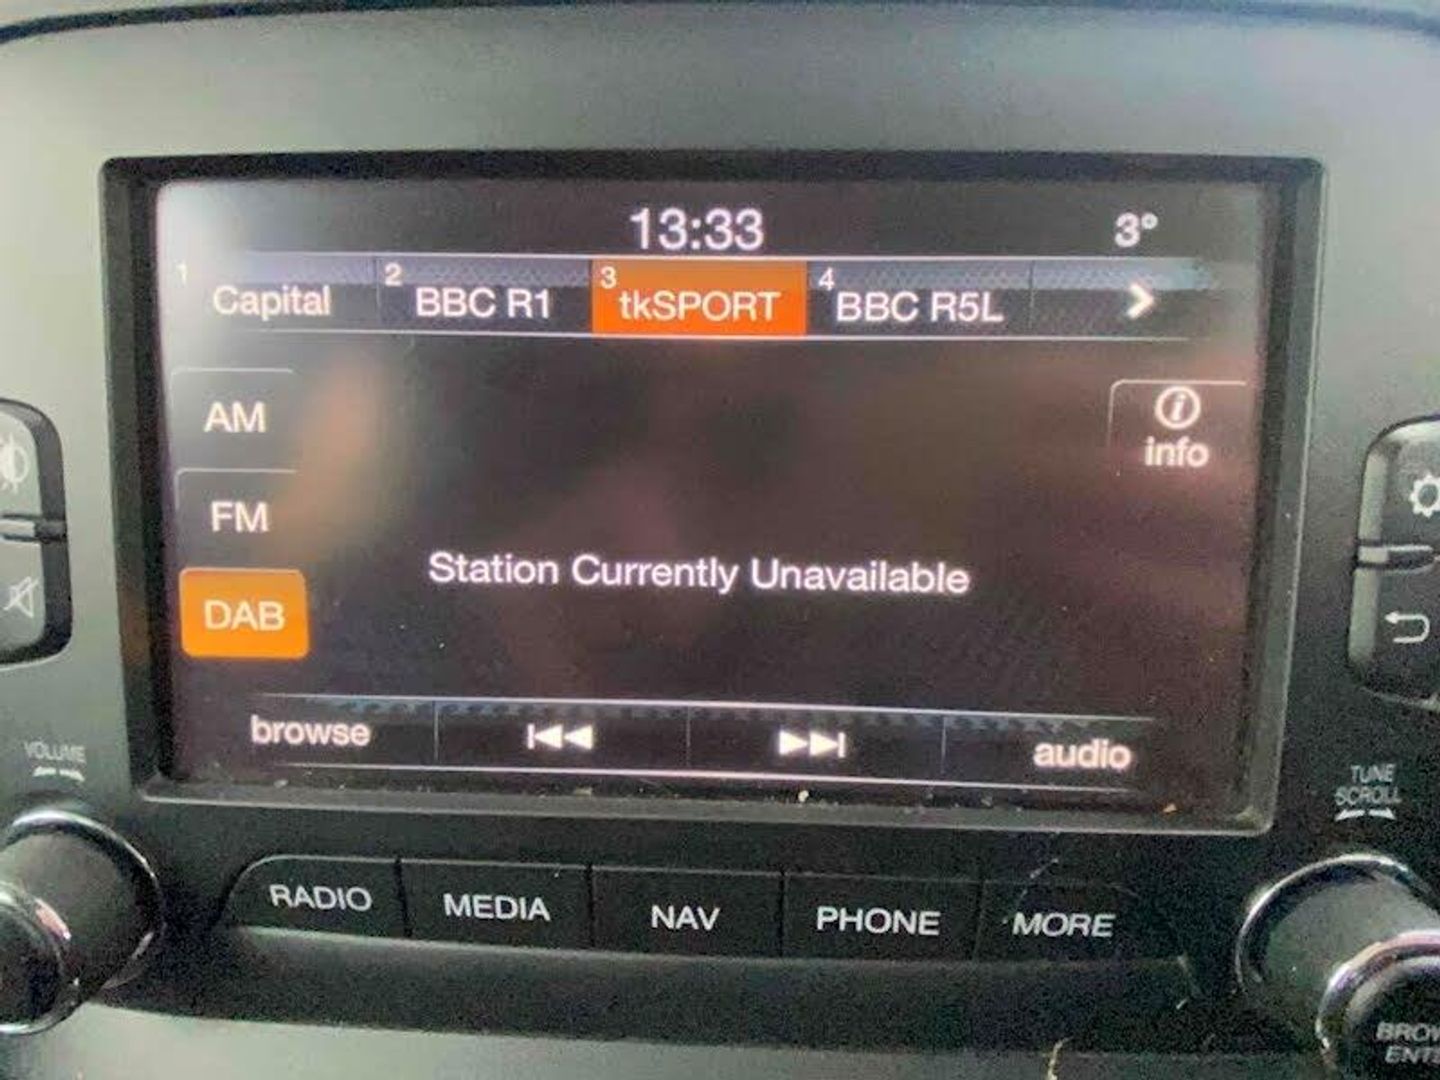 13:33
3°
1 Capital
2 BBC R1
3 tkSPORT
4 BBC R5L
AM
info
FM
Station Currently Unavailable
DAB
browse
audio
VOLUME
TUNE
SCROLL
RADIO
MEDIA
NAV
PHONE
MORE